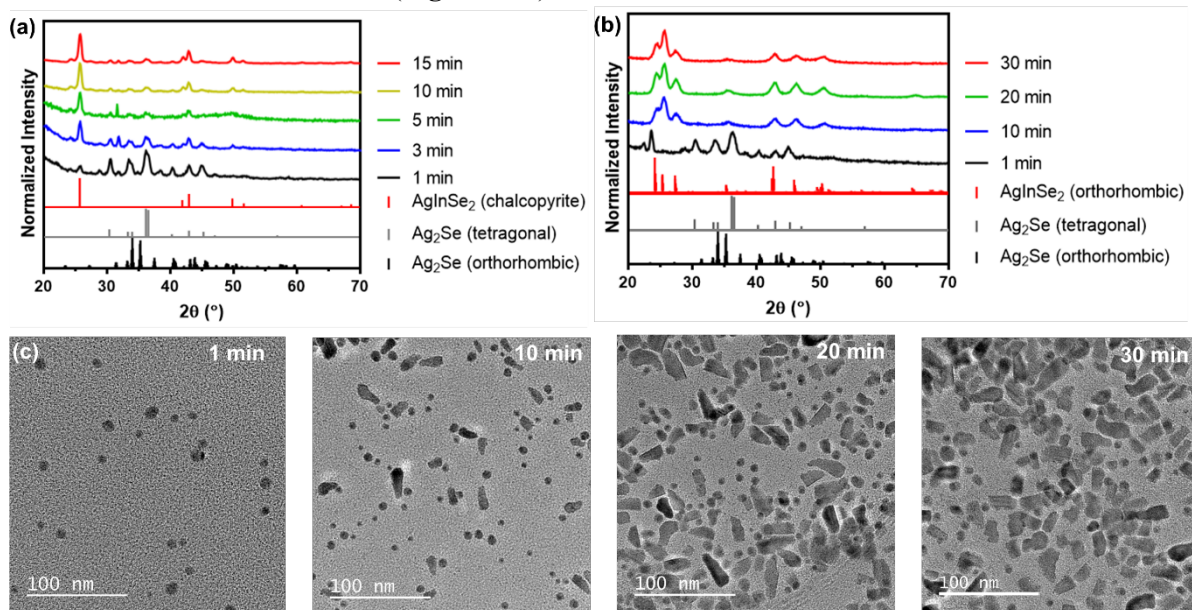 (a)
Normalized Intensity
15 min
10 min
5 min
3 min
1 min
AgInSe₂ (chalcopyrite)
Ag₂Se (tetragonal)
Ag₂Se (orthorhombic)
20 30 40 50 60 70
2θ (°)
(b)
Normalized Intensity
30 min
20 min
10 min
1 min
AgInSe₂ (orthorhombic)
Ag₂Se (tetragonal)
Ag₂Se (orthorhombic)
20 30 40 50 60 70
2θ (°)
(c)
1 min
100 nm
10 min
100 nm
20 min
100 nm
30 min
100 nm